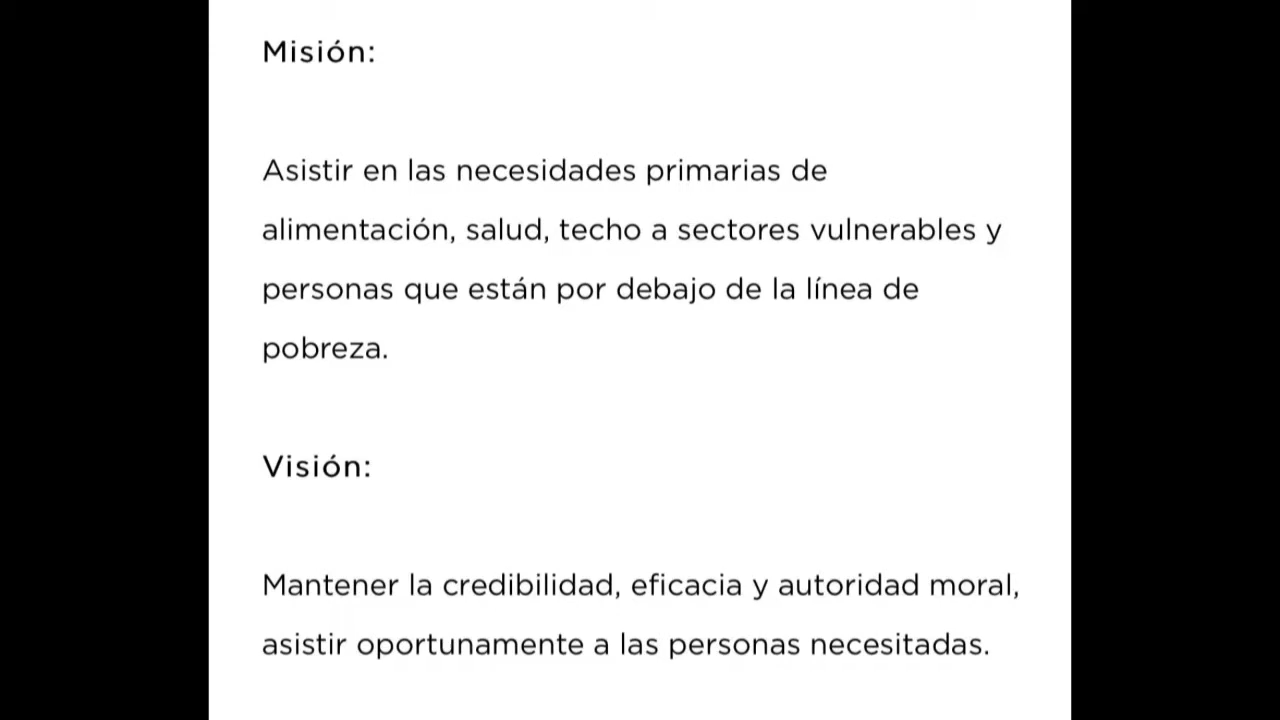 Misión:
Asistir en las necesidades primarias de
alimentación, salud, techo a sectores vulnerables y
personas que están por debajo de la línea de
pobreza.
Visión:
Mantener la credibilidad, eficacia y autoridad moral,
asistir oportunamente a las personas necesitadas.